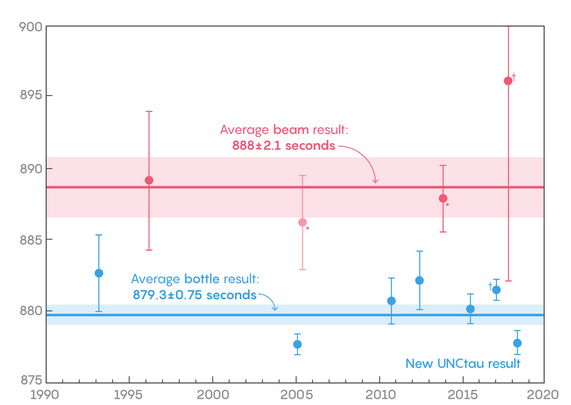 900
895
890
885
880
875
Average beam result:
888±2.1 seconds
†
*
*
Average bottle result:
879.3±0.75 seconds
†
New UNCtau result
1990 1995 2000 2005 2010 2015 2020